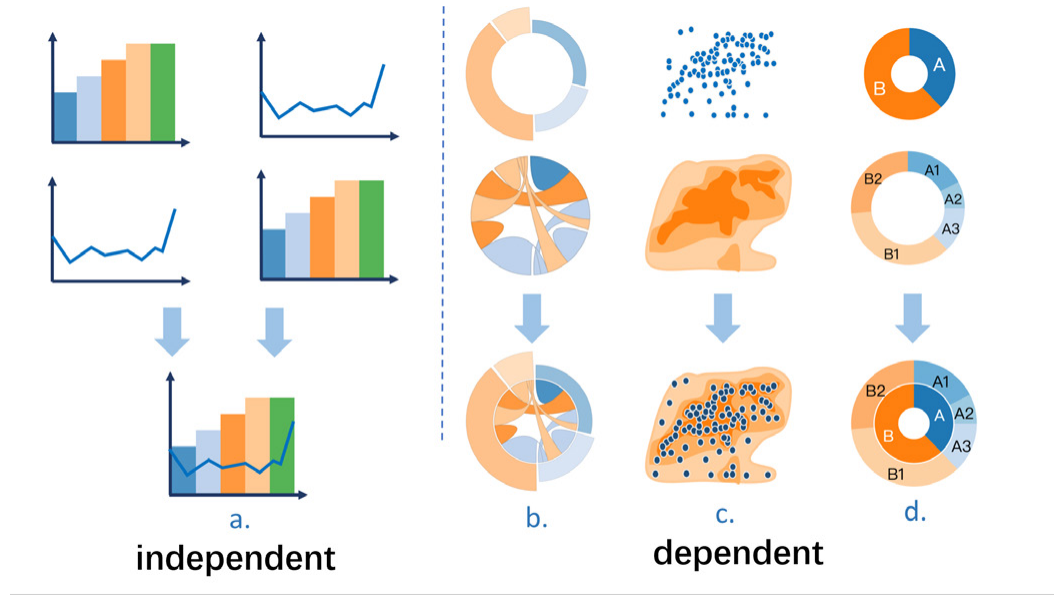 A
B
B2
A1
A2
A3
B1
B2
A1
A
A2
B
A3
B1
a.
b.
c.
d.
independent
dependent